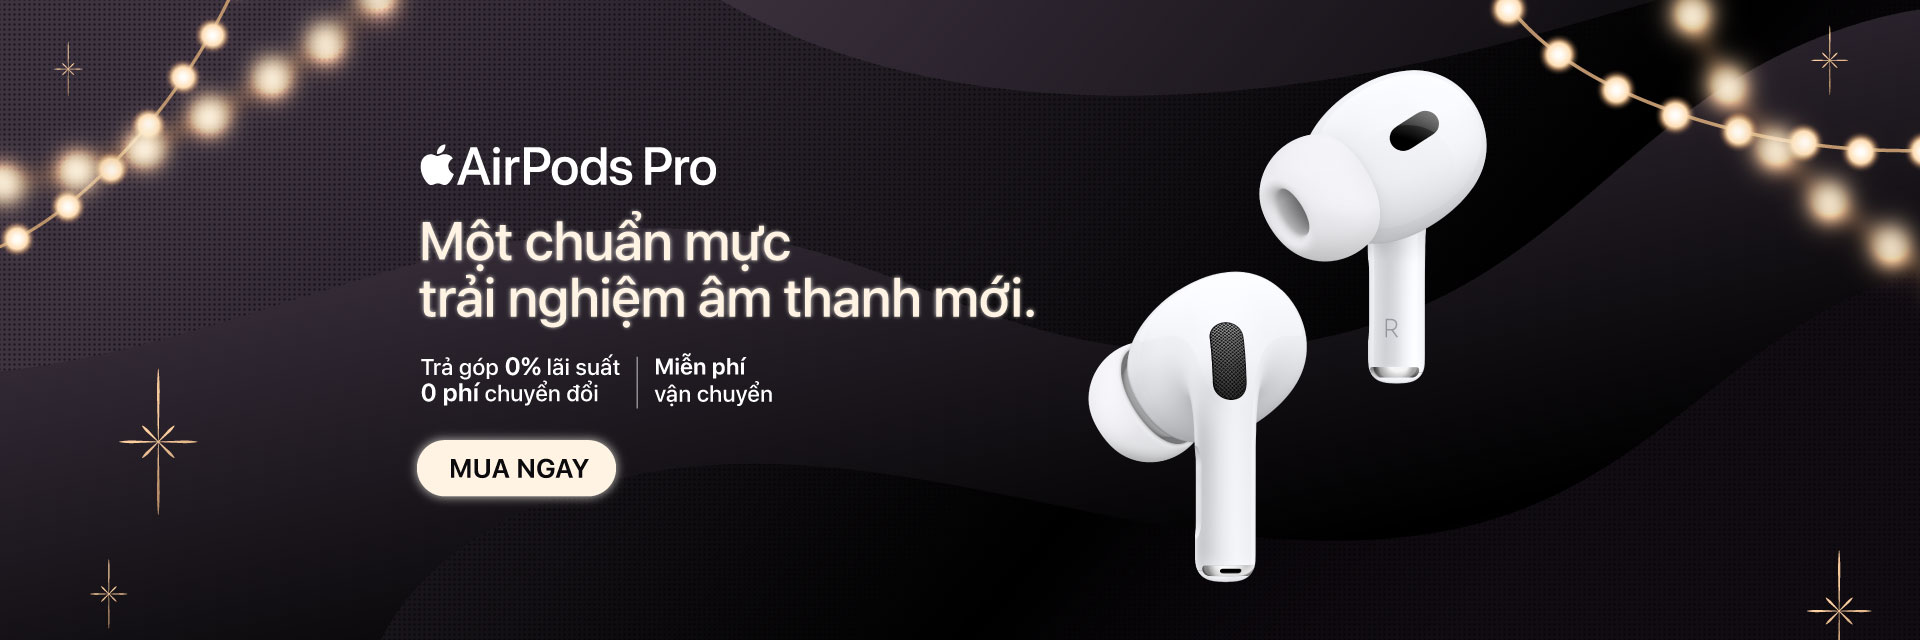 AirPods Pro
Một chuẩn mực
trải nghiệm âm thanh mới.
Trả góp 0% lãi suất
0 phí chuyển đổi
Miễn phí
vận chuyển
MUA NGAY
R